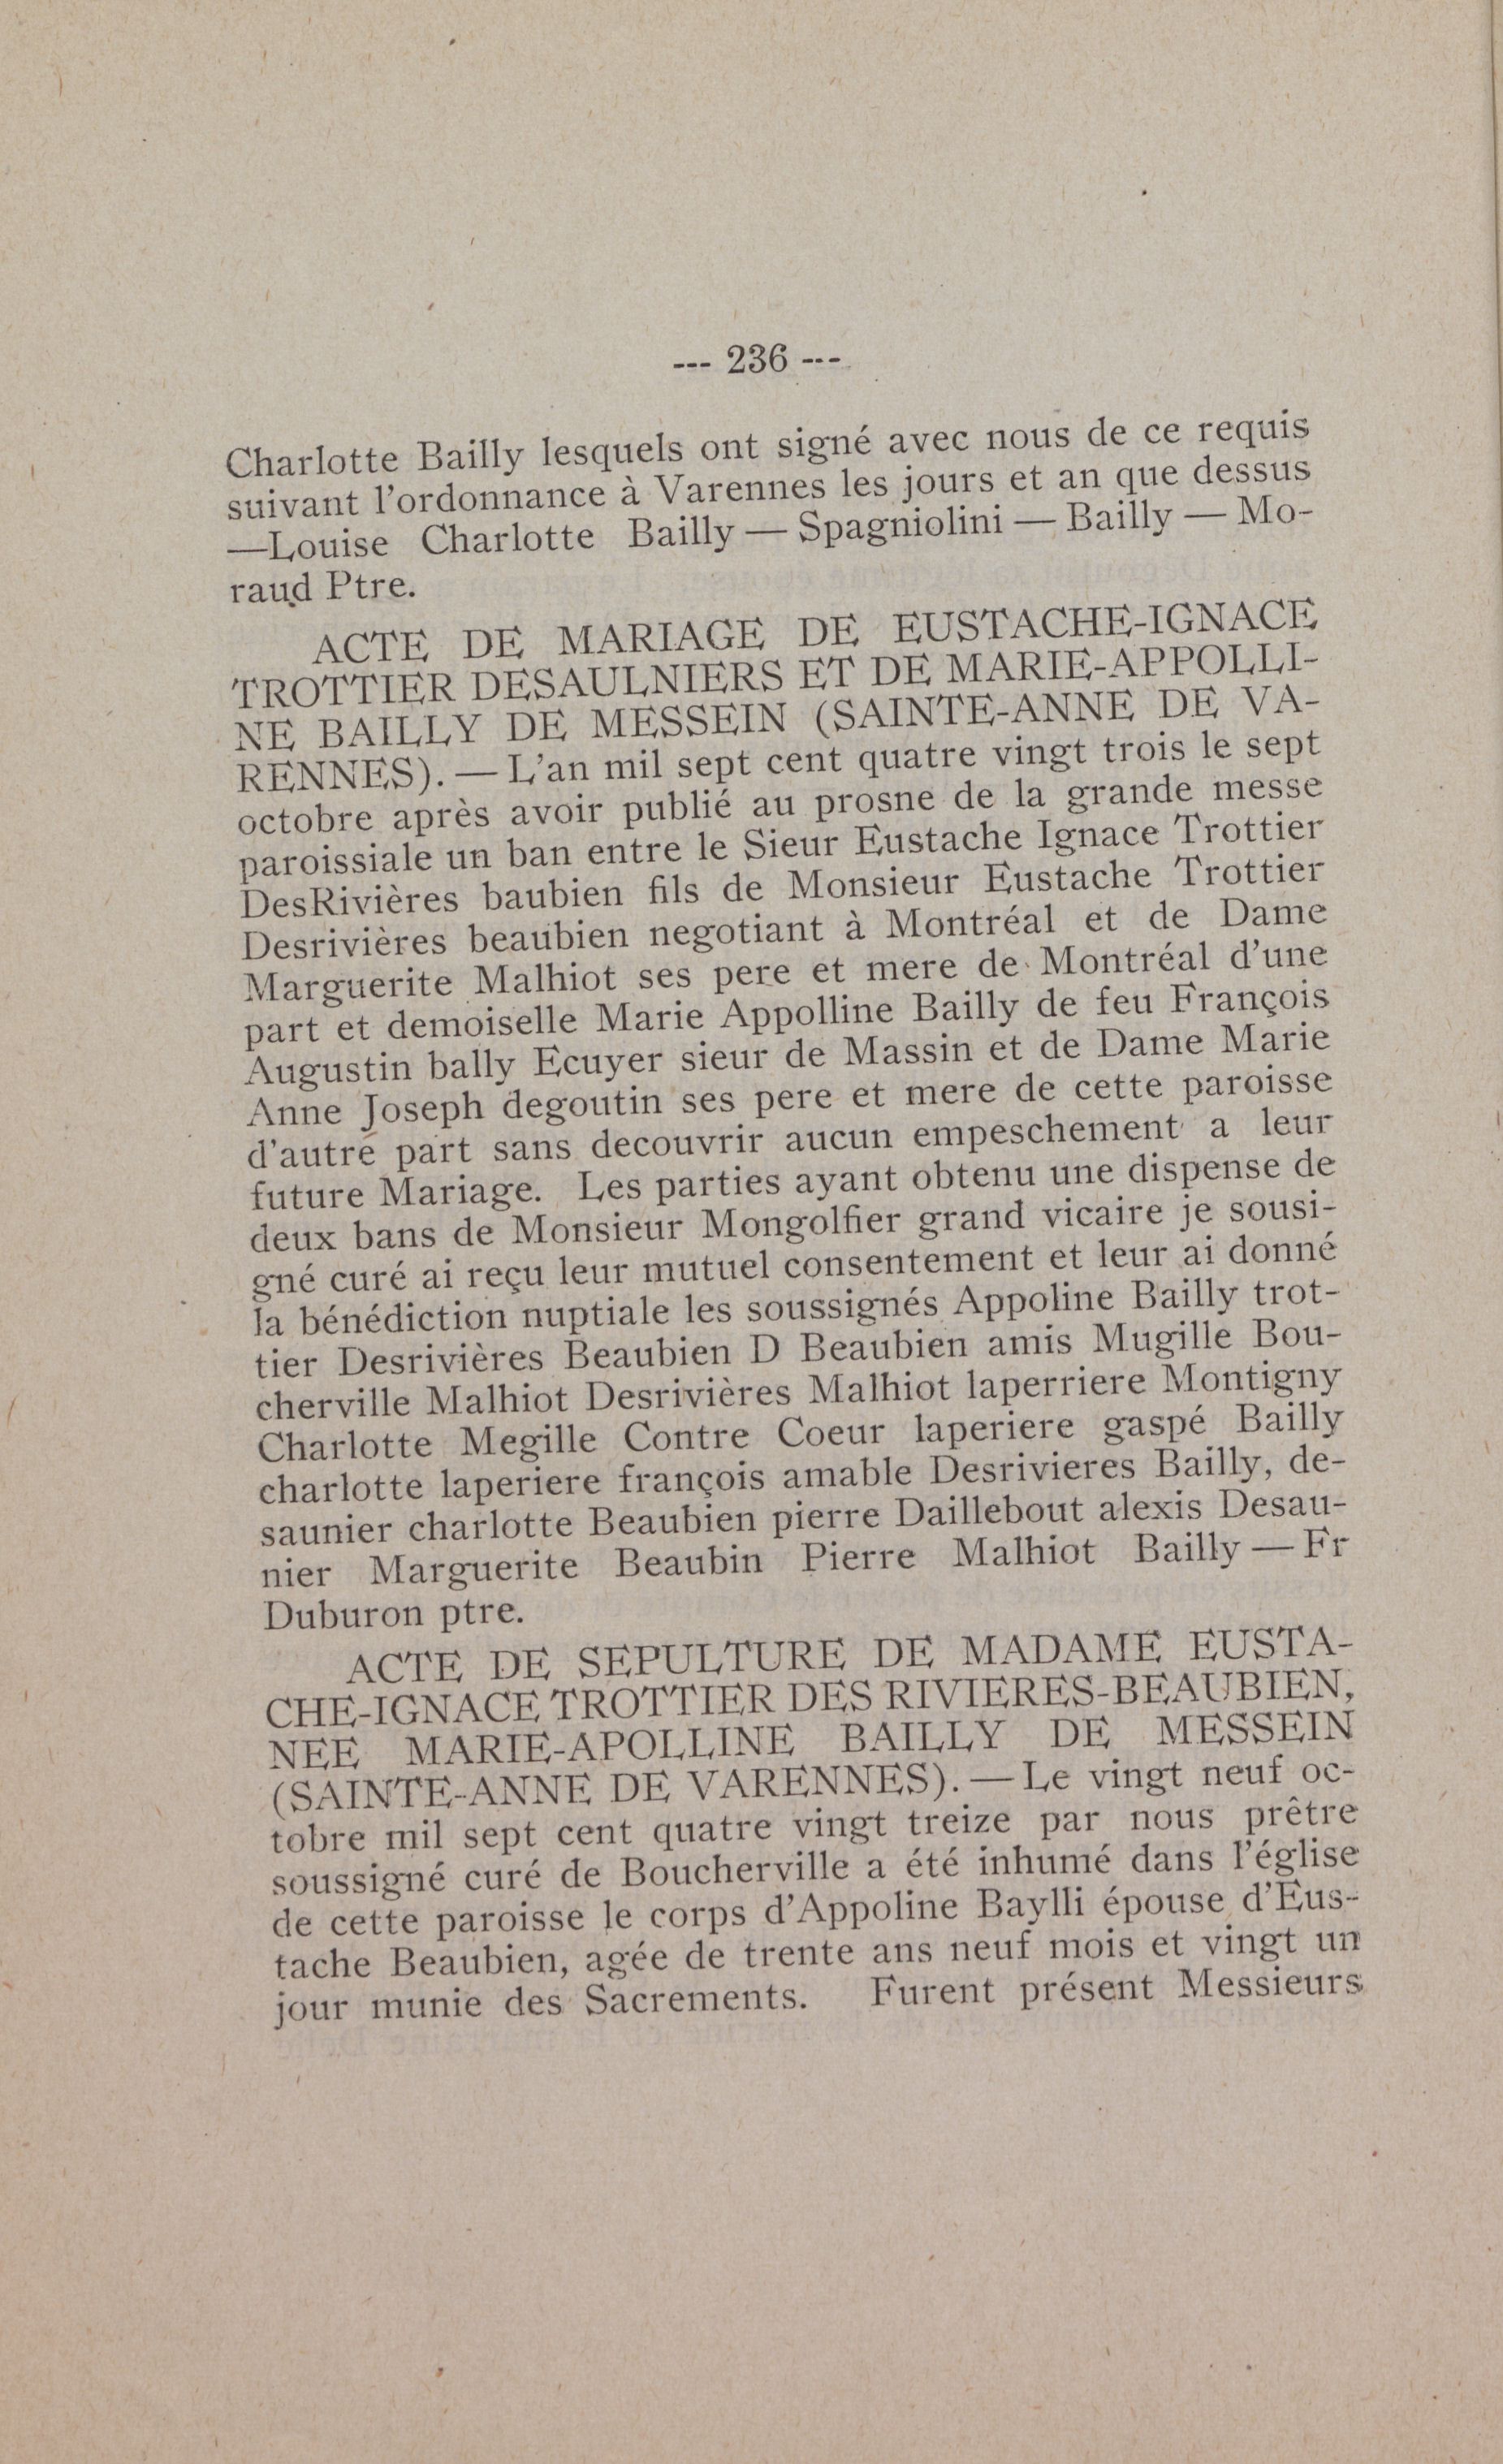 --- 236 ---
Charlotte Bailly lesquels ont signé avec nous de ce requis
suivant l'ordonnance à Varennes les jours et an que dessus
—Louise Charlotte Bailly — Spagniolini — Bailly — Mo-
raud Ptre.
ACTE DE MARIAGE DE EUSTACHE-IGNACE
TROTTIER DESAULNIERS ET DE MARIE-APPOLLI-
NE BAILLY DE MESSEIN (SAINTE-ANNE DE VA-
RENNES). — L'an mil sept cent quatre vingt trois le sept
octobre après avoir publié au prosne de la grande messe
paroissiale un ban entre le Sieur Eustache Ignace Trottier
DesRivières baubien fils de Monsieur Eustache Trottier
Desrivières beaubien negotiant à Montréal et de Dame
Marguerite Malhiot ses pere et mere de Montréal d'une
part et demoiselle Marie Appolline Bailly de feu François
Augustin bally Ecuyer sieur de Massin et de Dame Marie
Anne Joseph degoutin ses pere et mere de cette paroisse
d'autre part sans decouvrir aucun empeschement a leur
future Mariage. Les parties ayant obtenu une dispense de
deux bans de Monsieur Mongolfier grand vicaire je sousi-
gné curé ai reçu leur mutuel consentement et leur ai donné
la bénédiction nuptiale les soussignés Appoline Bailly trot-
tier Desrivières Beaubien D Beaubien amis Mugille Bou-
cherville Malhiot Desrivières Malhiot laperriere Montigny
Charlotte Megille Contre Coeur laperiere gaspé Bailly
charlotte laperiere françois amable Desrivieres Bailly, de-
saunier charlotte Beaubien pierre Daillebout alexis Desau-
nier Marguerite Beaubin Pierre Malhiot Bailly — Fr
Duburon ptre.
ACTE DE SEPULTURE DE MADAME EUSTA-
CHE-IGNACE TROTTIER DES RIVIERES-BEAUBIEN,
NEE MARIE-APOLLINE BAILLY DE MESSEIN
(SAINTE-ANNE DE VARENNES). — Le vingt neuf oc-
tobre mil sept cent quatre vingt treize par nous prêtre
soussigné curé de Boucherville a été inhumé dans l'église
de cette paroisse le corps d'Appoline Baylli épouse d'Eus-
tache Beaubien, agée de trente ans neuf mois et vingt un
jour munie des Sacrements. Furent présent Messieurs